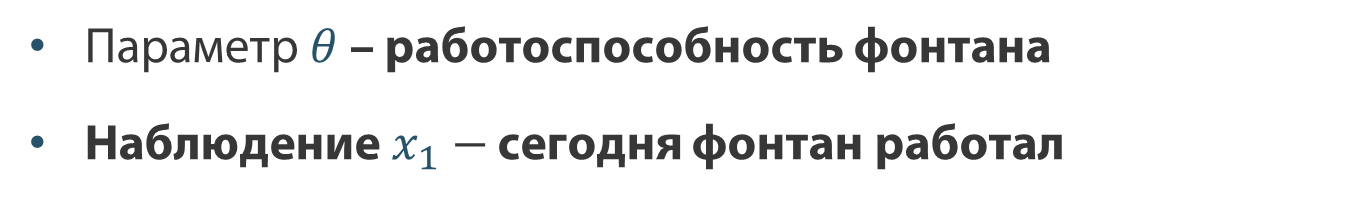 • Параметр θ – работоспособность фонтана
• Наблюдение x₁ – сегодня фонтан работал